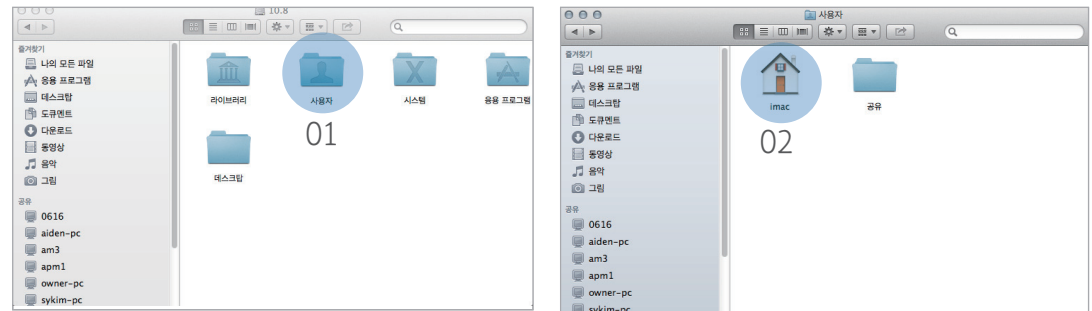 10.8
즐겨찾기
나의 모든 파일
응용 프로그램
데스크탑
도큐멘트
다운로드
동영상
음악
그림
공유
0616
aiden-pc
am3
apm1
owner-pc
sykim-pc
라이브러리
사용자
시스템
응용 프로그램
01
데스크탑
사용자
즐겨찾기
나의 모든 파일
응용 프로그램
데스크탑
도큐멘트
다운로드
동영상
음악
그림
공유
0616
aiden-pc
am3
apm1
owner-pc
sykim-pc
imac
공유
02